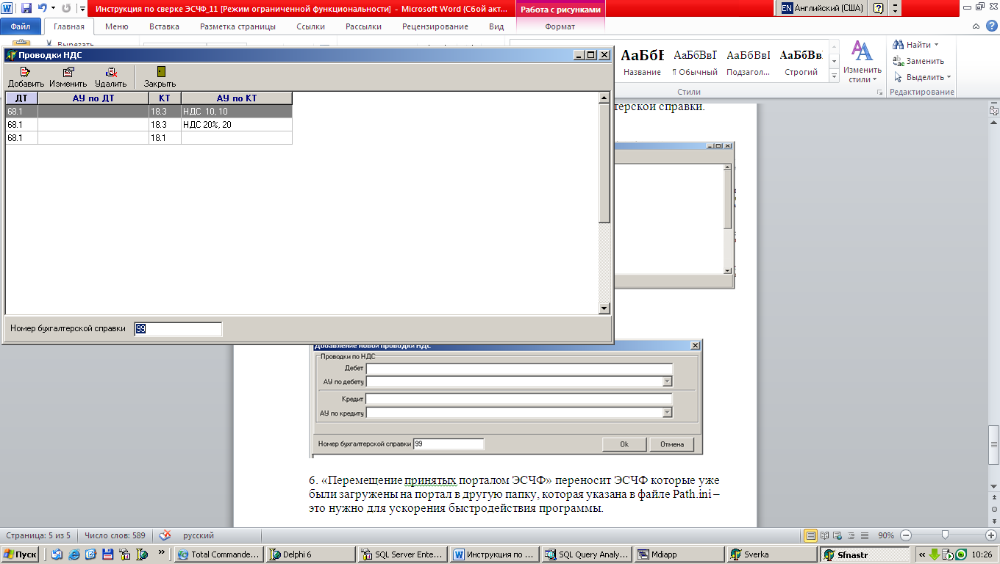 Инструкция по сверке ЭСЧФ_11 [Режим ограниченной функциональности] - Microsoft Word (Сбой акт...
Работа с рисунками
EN Английский (США)
Файл Главная Меню Вставка Разметка страницы Ссылки Рассылки Рецензирование Вид Формат
Вырезать
Проводки НДС
Добавить Изменить Удалить Закрыть
ДТ АУ по ДТ КТ АУ по КТ
68.1 18.3 НДС 10, 10
68.1 18.3 НДС 20%, 20
68.1 18.1
Номер бухгалтерской справки 99
АаБбВ АаБбВвГ АаБбВвГ АаБбВв
Название ¶ Обычный Подзагол... Строгий
Изменить стили
Стили
Найти
Заменить
Выделить
Редактирование
терской справки.
Добавление новой проводки НДС
Проводки по НДС
Дебет
АУ по дебету
Кредит
АУ по кредиту
Номер бухгалтерской справки 99 Ok Отмена
6. «Перемещение принятых порталом ЭСЧФ» переносит ЭСЧФ которые уже
были загружены на портал в другую папку, которая указана в файле Path.ini –
это нужно для ускорения быстродействия программы.
Страница: 5 из 5 Число слов: 589 русский 90%
Пуск Total Commande... Delphi 6 SQL Server Ente... Инструкция по ... SQL Query Analy... Mdiapp Sverka Sfnastr 10:26